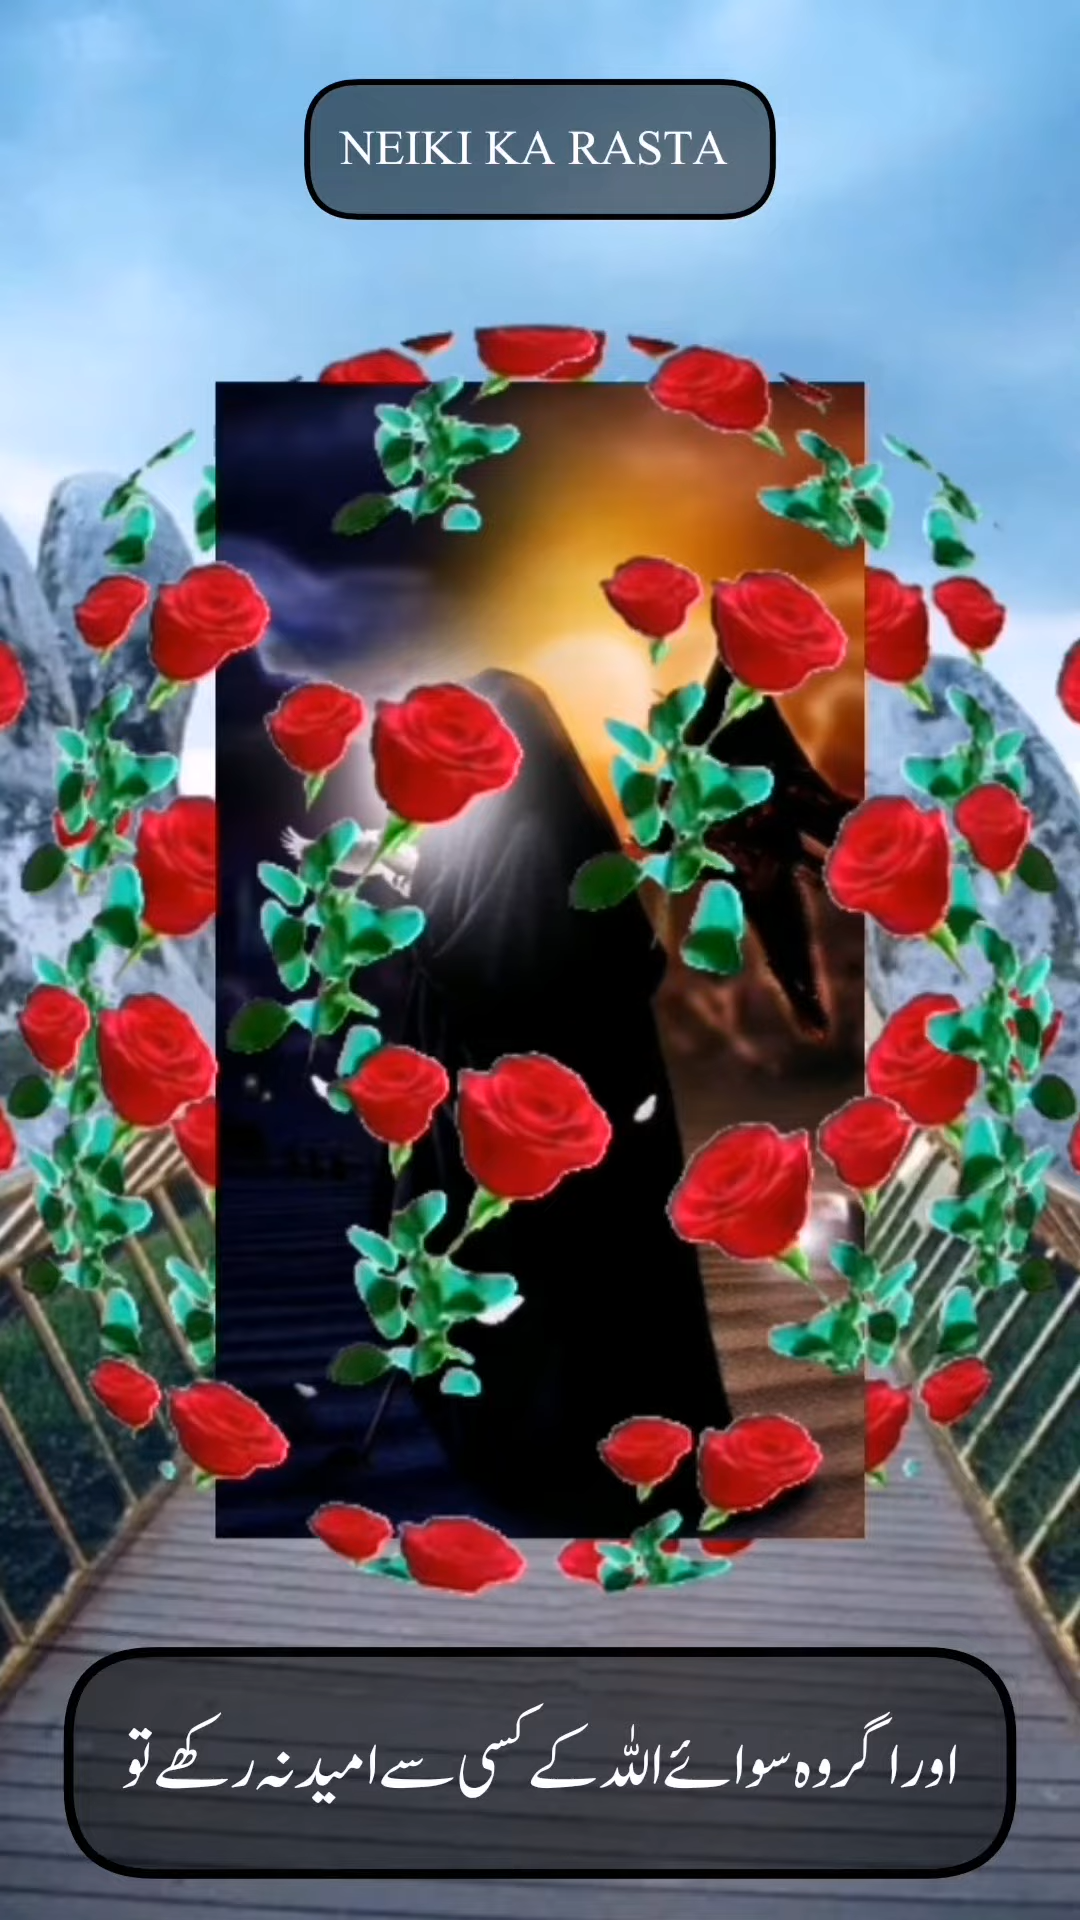 NEIKI KA RASTA
اور اگر وہ سوائے اللہ کے کسی سے امید نہ رکھے تو